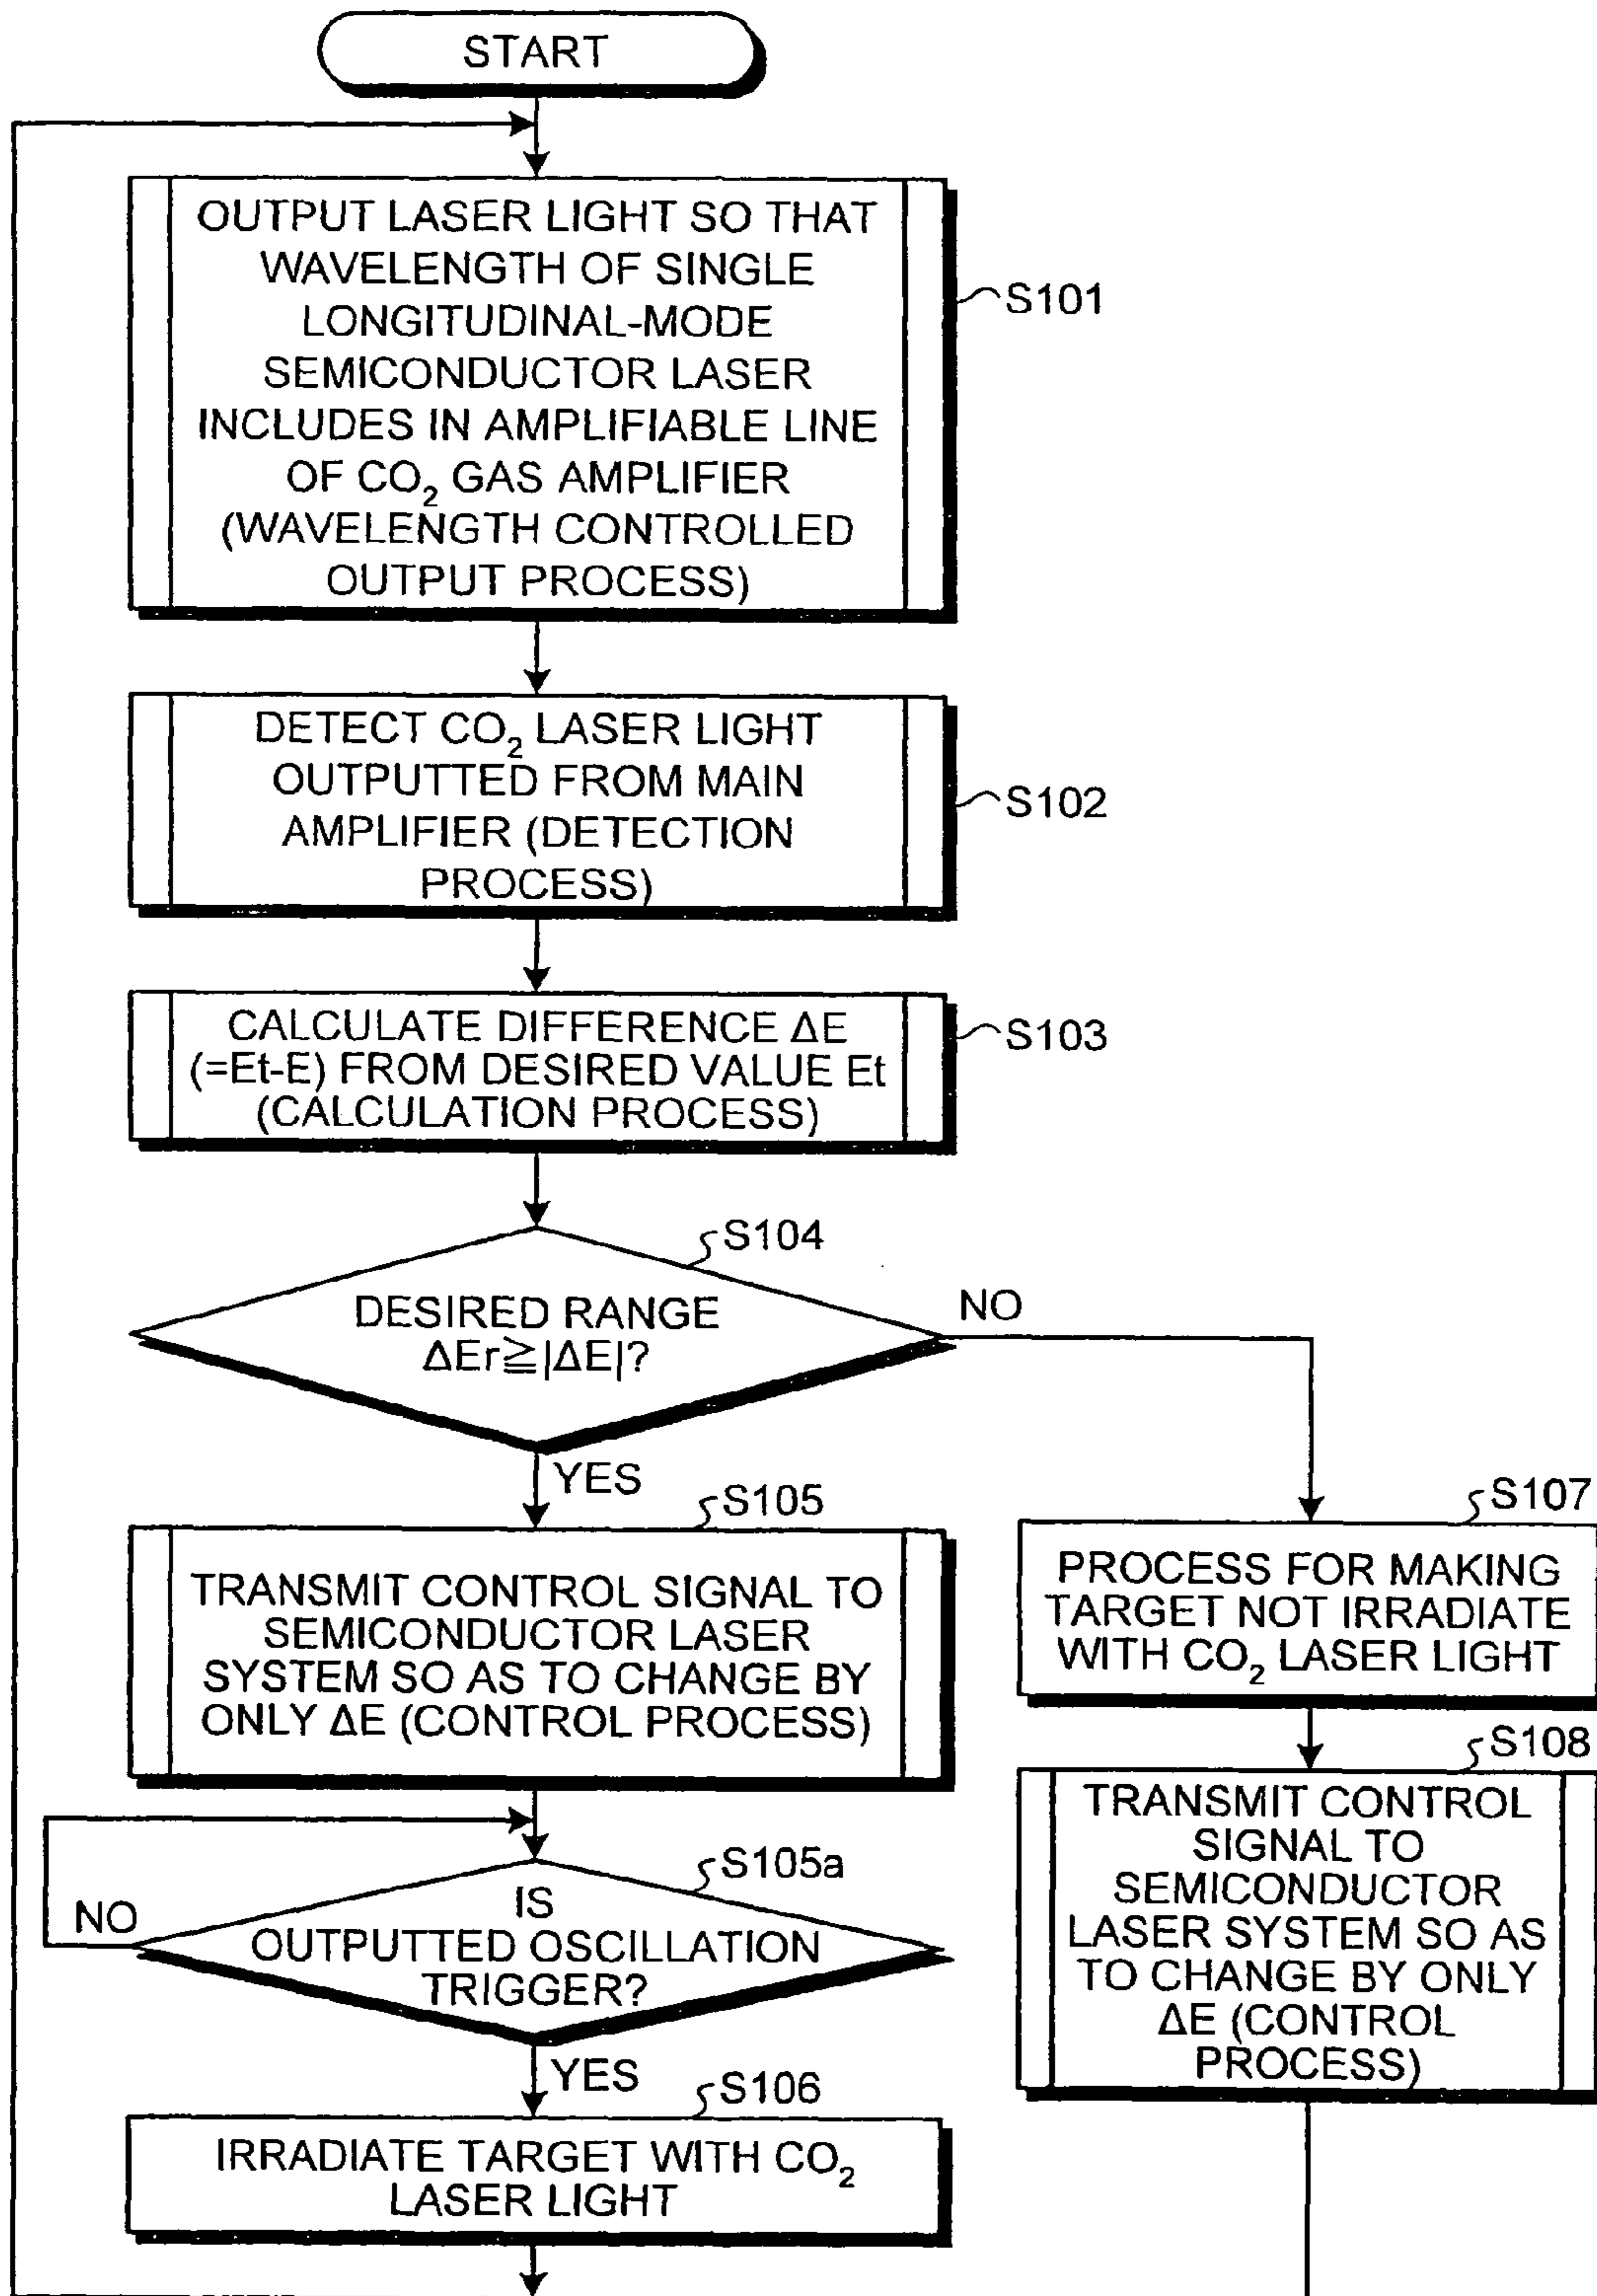 START
OUTPUT LASER LIGHT SO THAT
WAVELENGTH OF SINGLE
LONGITUDINAL-MODE
SEMICONDUCTOR LASER
INCLUDES IN AMPLIFIABLE LINE
OF CO₂ GAS AMPLIFIER
(WAVELENGTH CONTROLLED
OUTPUT PROCESS)
S101
DETECT CO₂ LASER LIGHT
OUTPUTTED FROM MAIN
AMPLIFIER (DETECTION
PROCESS)
S102
CALCULATE DIFFERENCE ΔE
(=Et-E) FROM DESIRED VALUE Et
(CALCULATION PROCESS)
S103
S104
DESIRED RANGE
ΔEr≧|ΔE|?
NO
YES
S105
TRANSMIT CONTROL SIGNAL TO
SEMICONDUCTOR LASER
SYSTEM SO AS TO CHANGE BY
ONLY ΔE (CONTROL PROCESS)
S105a
IS
OUTPUTTED OSCILLATION
TRIGGER?
NO
YES
S106
IRRADIATE TARGET WITH CO₂
LASER LIGHT
S107
PROCESS FOR MAKING
TARGET NOT IRRADIATE
WITH CO₂ LASER LIGHT
S108
TRANSMIT CONTROL
SIGNAL TO
SEMICONDUCTOR
LASER SYSTEM SO AS
TO CHANGE BY ONLY
ΔE (CONTROL
PROCESS)